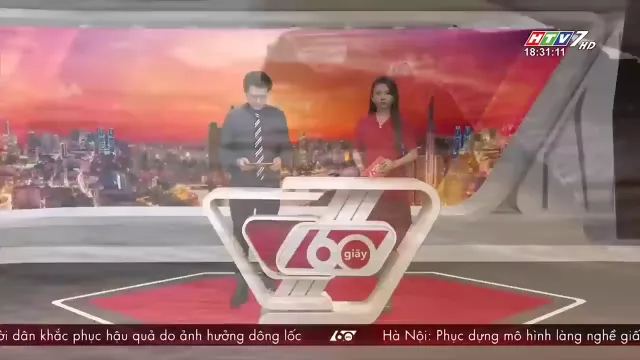 HTV7 HD
18:31:11
60 giây
ời dân khắc phục hậu quả do ảnh hưởng dông lốc 60 Hà Nội: Phục dựng mô hình làng nghề giấ